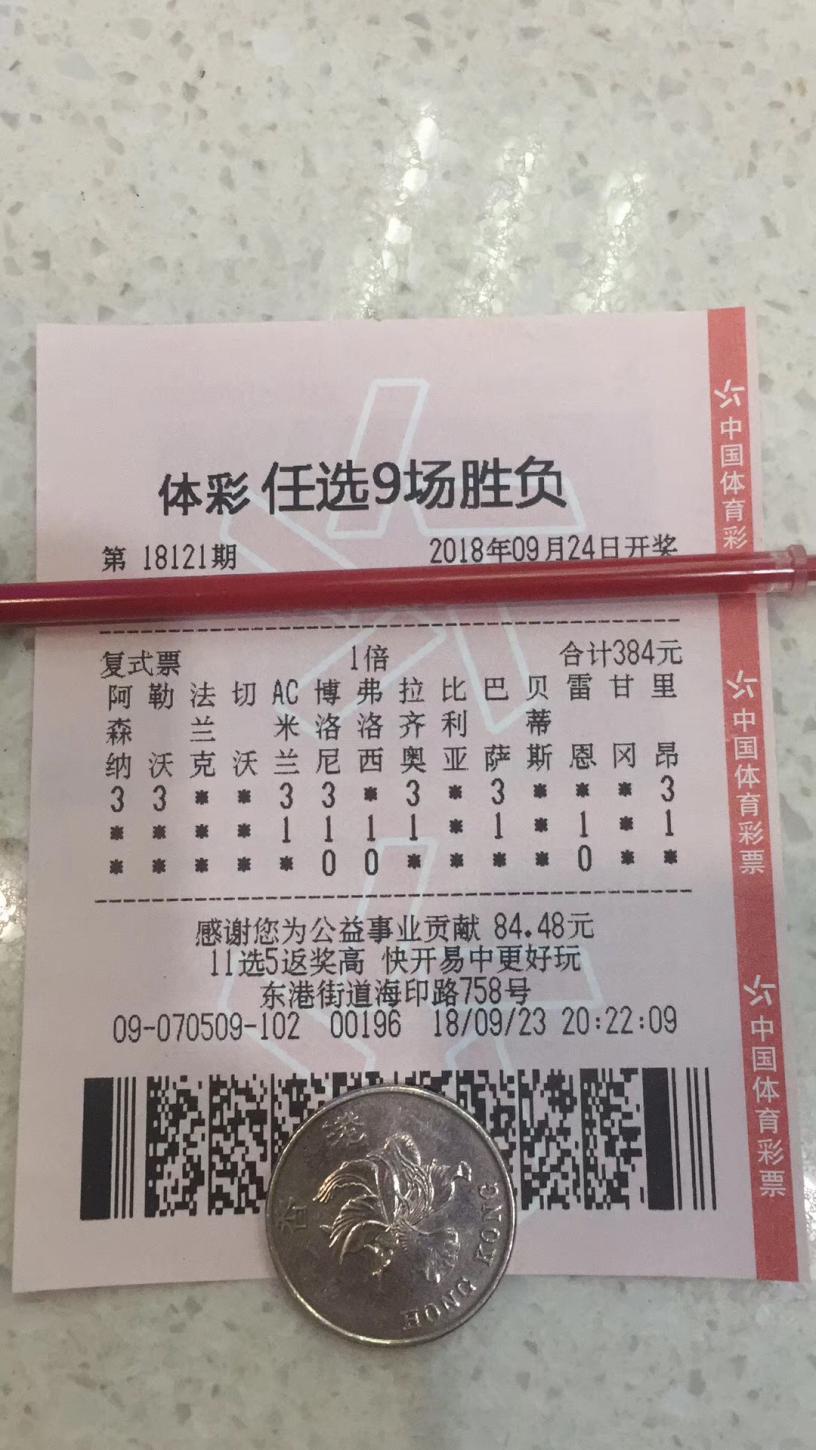 体彩 任选9场胜负
第 18121期 2018年09月24日开奖
复式票 1倍 合计384元
阿 勒 法 切 AC 博 弗 拉 比 巴 贝 雷 甘 里
森 兰 米 洛 洛 齐 利 蒂
纳 沃 克 沃 兰 尼 西 奥 亚 萨 斯 恩 冈 昂
3 3 * * 3 3 * 3 * 3 * * * 3
* * * * 1 1 1 1 * 1 * 1 * 1
* * * * * 0 0 * * * * 0 * *
感谢您为公益事业贡献 84.48元
11选5返奖高 快开易中更好玩
东港街道海印路758号
09-070509-102 00196 18/09/23 20:22:09
中国体育彩
中国体育彩票
中国体育彩票
香港
HONG KONG